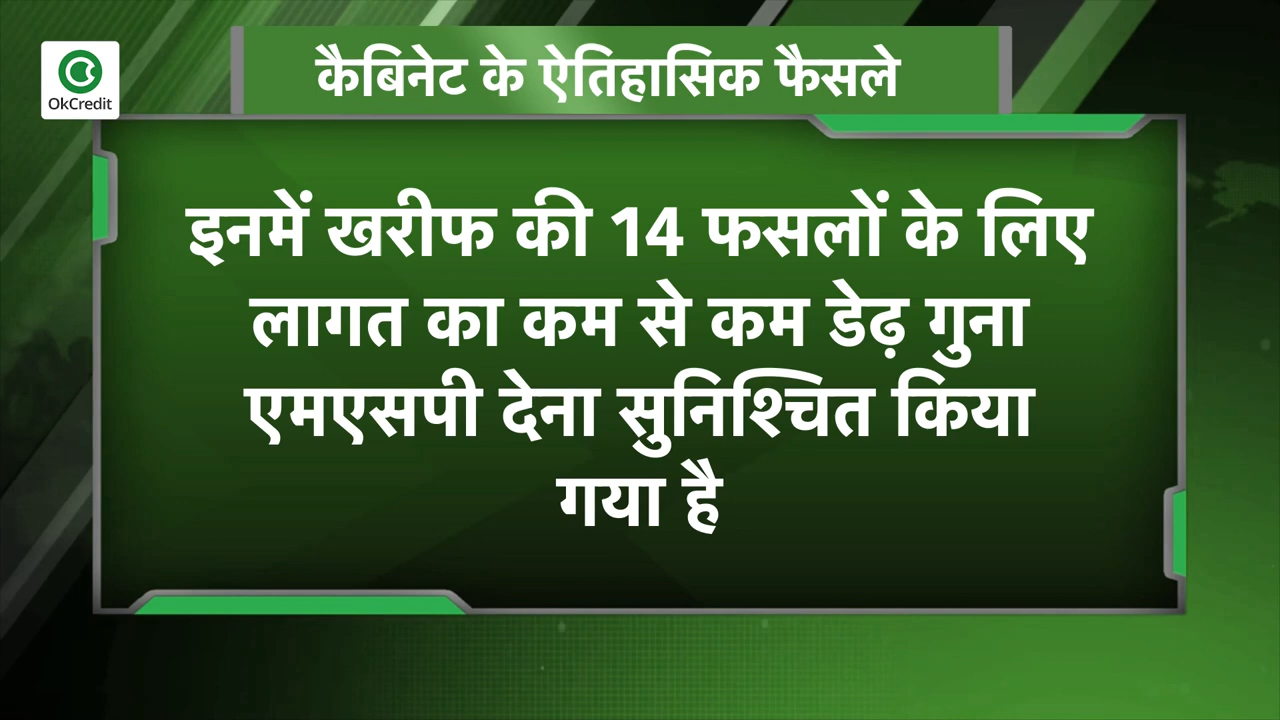 OkCredit
कैबिनेट के ऐतिहासिक फैसले
इनमें खरीफ की 14 फसलों के लिए
लागत का कम से कम डेढ़ गुना
एमएसपी देना सुनिश्चित किया
गया है